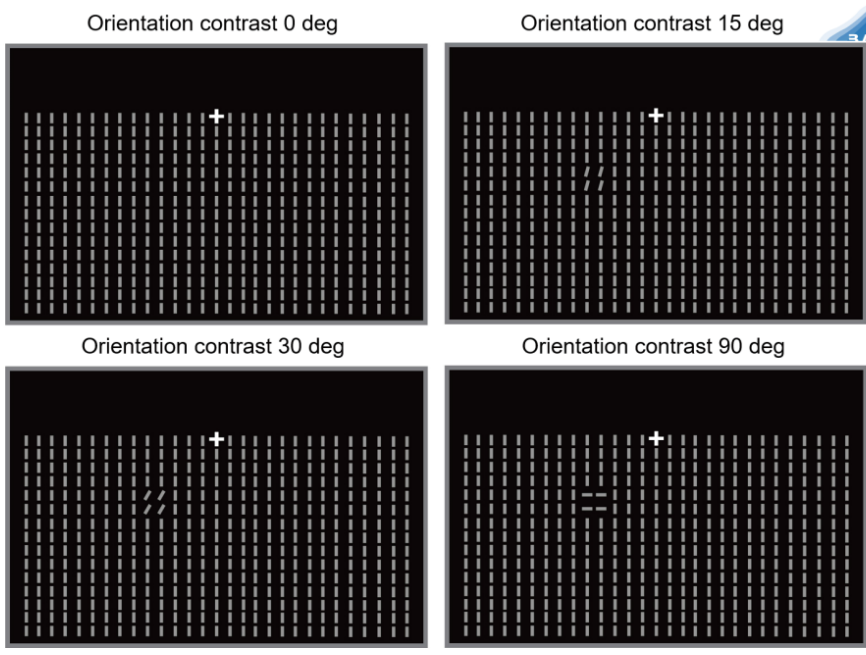 Orientation contrast 0 deg
Orientation contrast 15 deg
Orientation contrast 30 deg
Orientation contrast 90 deg